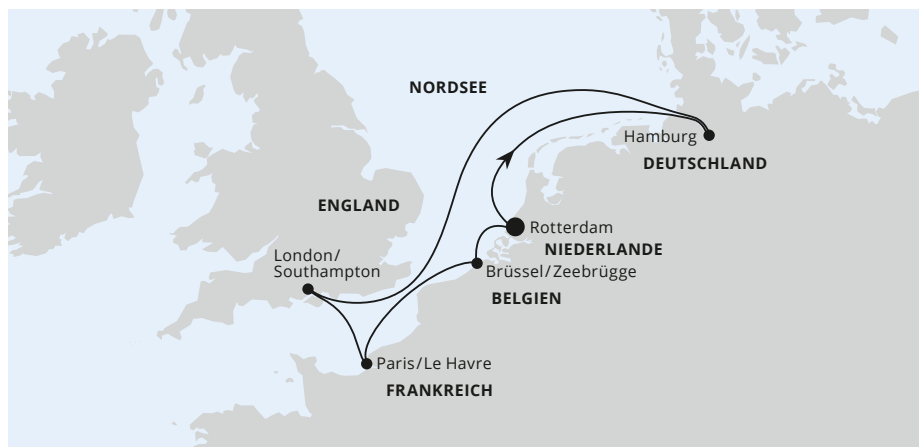 NORDSEE
Hamburg
DEUTSCHLAND
ENGLAND
Rotterdam
NIEDERLANDE
London/
Southampton
Brüssel/Zeebrügge
BELGIEN
Paris/Le Havre
FRANKREICH